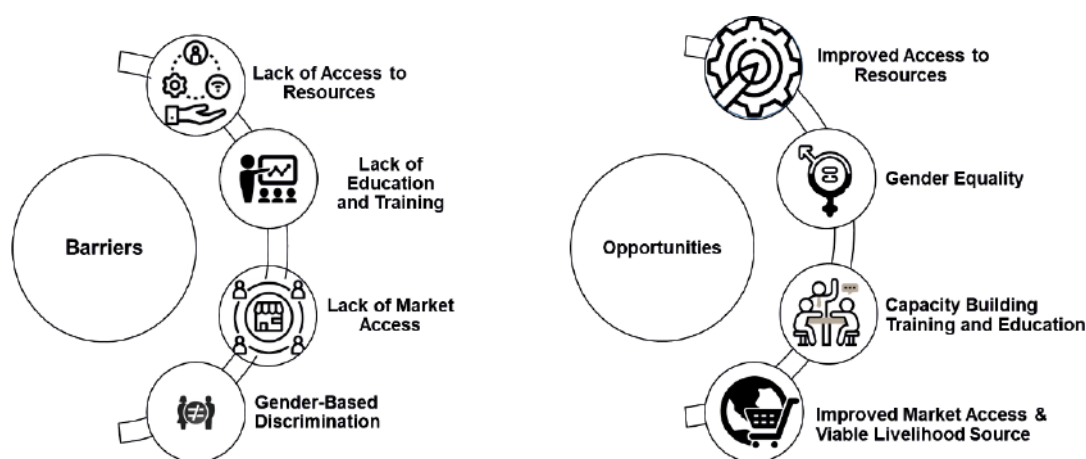 Lack of Access to
Resources
Lack of
Education
and Training
Barriers
Lack of Market
Access
Gender-Based
Discrimination
Improved Access to
Resources
Gender Equality
Opportunities
Capacity Building
Training and Education
Improved Market Access &
Viable Livelihood Source